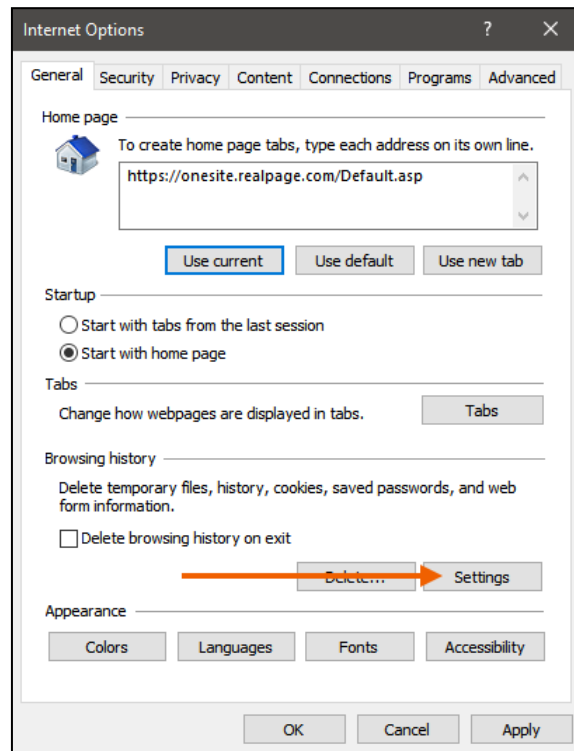 Internet Options ?
General Security Privacy Content Connections Programs Advanced
Home page
To create home page tabs, type each address on its own line.
https://onesite.realpage.com/Default.asp
Use current Use default Use new tab
Startup
Start with tabs from the last session
Start with home page
Tabs
Change how webpages are displayed in tabs. Tabs
Browsing history
Delete temporary files, history, cookies, saved passwords, and web
form information.
Delete browsing history on exit
Delete... Settings
Appearance
Colors Languages Fonts Accessibility
OK Cancel Apply